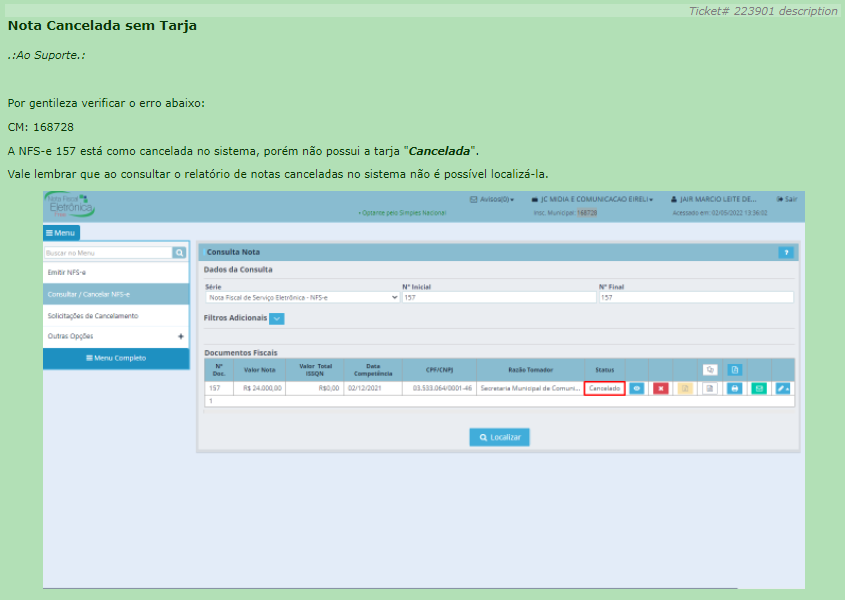 Ticket# 223901 description
Nota Cancelada sem Tarja
.:Ao Suporte.:
Por gentileza verificar o erro abaixo:
CM: 168728
A NFS-e 157 está como cancelada no sistema, porém não possui a tarja "Cancelada".
Vale lembrar que ao consultar o relatório de notas canceladas no sistema não é possível localizá-la.
Nota Fiscal
Eletrônica
Avisos(0)
JC MIDIA E COMUNICACAO EIRELI
JAIR MARCIO LEITE DE...
Sair
• Optante pelo Simples Nacional
Insc. Municipal: 168728
Acessado em: 02/05/2022 13:36:02
Menu
Buscar no Menu
Emitir NFS-e
Consultar / Cancelar NFS-e
Solicitações de Cancelamento
Outras Opções +
Menu Completo
Consulta Nota ?
Dados da Consulta
Série Nº Inicial Nº Final
Nota Fiscal de Serviço Eletrônica - NFS-e 157 157
Filtros Adicionais
Documentos Fiscais
Nº Doc. Valor Nota Valor Total ISSQN Data Competência CPF/CNPJ Razão Tomador Status
157 R$ 24.000,00 R$0,00 02/12/2021 03.533.064/0001-46 Secretaria Municipal de Comuni... Cancelado
1
Localizar